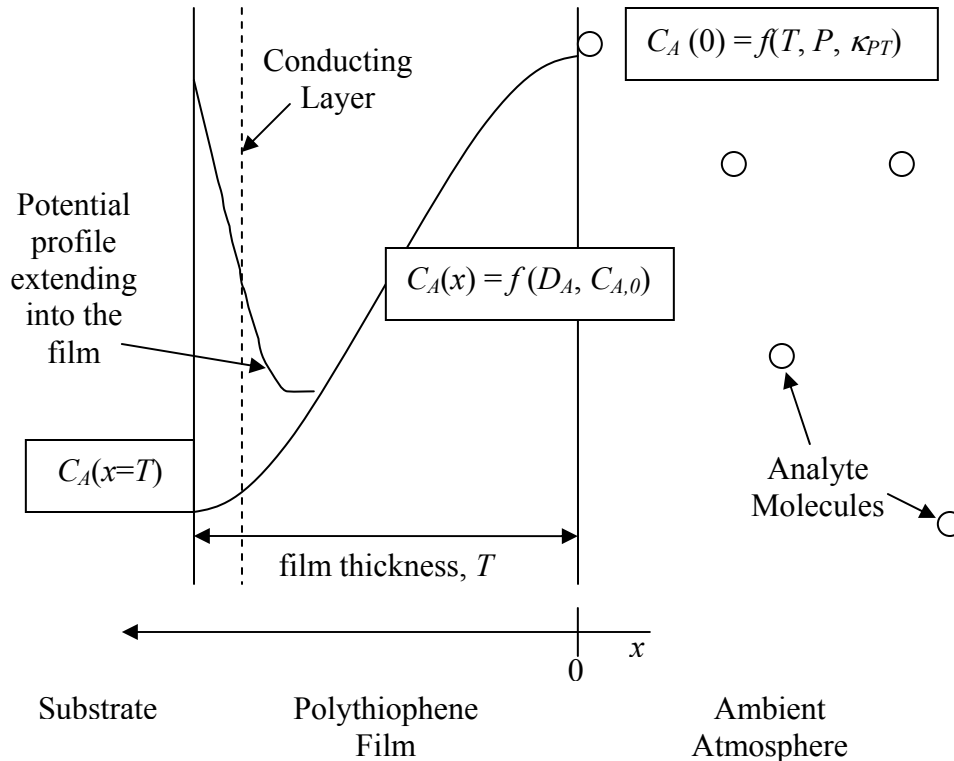 C_A (0) = f(T, P, κ_PT)
Conducting
Layer
Potential
profile
extending
into the
film
C_A(x) = f (D_A, C_A,0)
C_A(x=T)
Analyte
Molecules
film thickness, T
x
0
Substrate
Polythiophene
Film
Ambient
Atmosphere